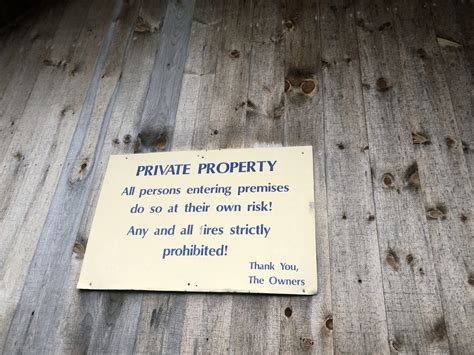 PRIVATE PROPERTY
All persons entering premises
do so at their own risk!
Any and all fires strictly
prohibited!
Thank You,
The Owners